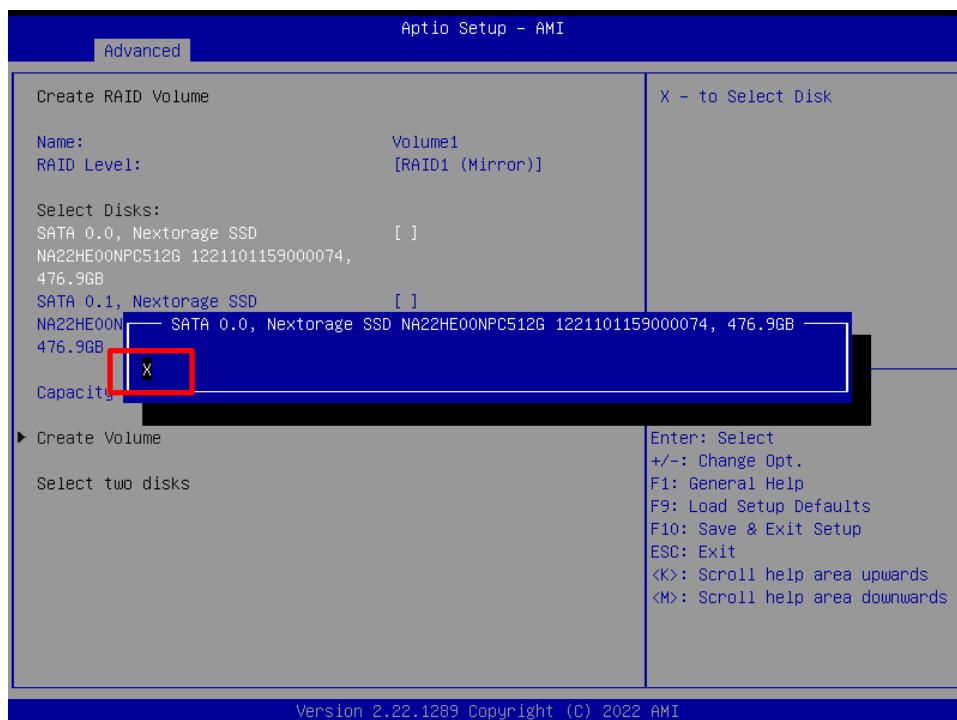 Aptio Setup – AMI
Advanced
Create RAID Volume
X – to Select Disk
Name: Volume1
RAID Level: [RAID1 (Mirror)]
Select Disks:
SATA 0.0, Nextorage SSD [ ]
NA22HE00NPC512G 1221101159000074,
476.9GB
SATA 0.1, Nextorage SSD [ ]
NA22HE00N
476.9GB
SATA 0.0, Nextorage SSD NA22HE00NPC512G 1221101159000074, 476.9GB
X
Capacity
Create Volume
Select two disks
Enter: Select
+/-: Change Opt.
F1: General Help
F9: Load Setup Defaults
F10: Save & Exit Setup
ESC: Exit
<K>: Scroll help area upwards
<M>: Scroll help area downwards
Version 2.22.1289 Copyright (C) 2022 AMI